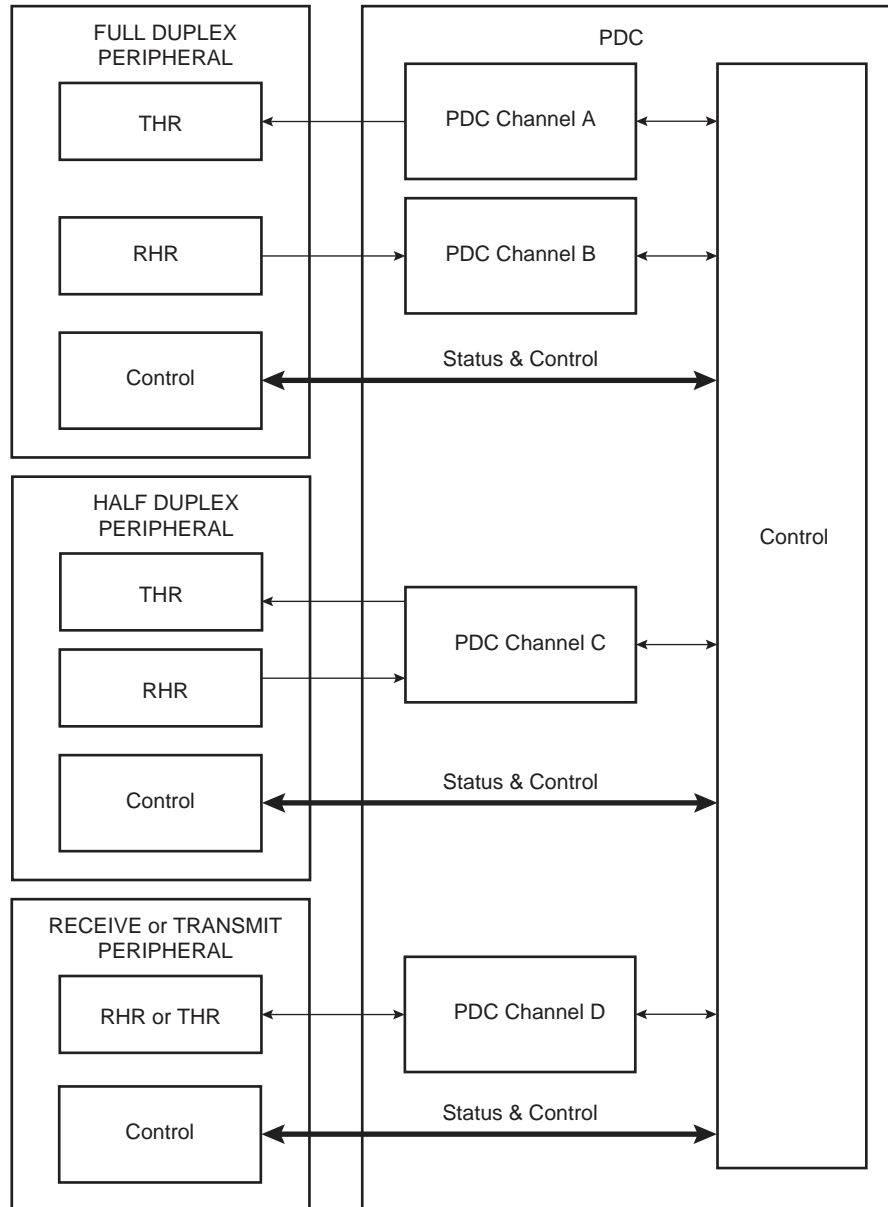 FULL DUPLEX
PERIPHERAL
PDC
THR
PDC Channel A
RHR
PDC Channel B
Control
Status & Control
HALF DUPLEX
PERIPHERAL
Control
THR
PDC Channel C
RHR
Control
Status & Control
RECEIVE or TRANSMIT
PERIPHERAL
RHR or THR
PDC Channel D
Control
Status & Control